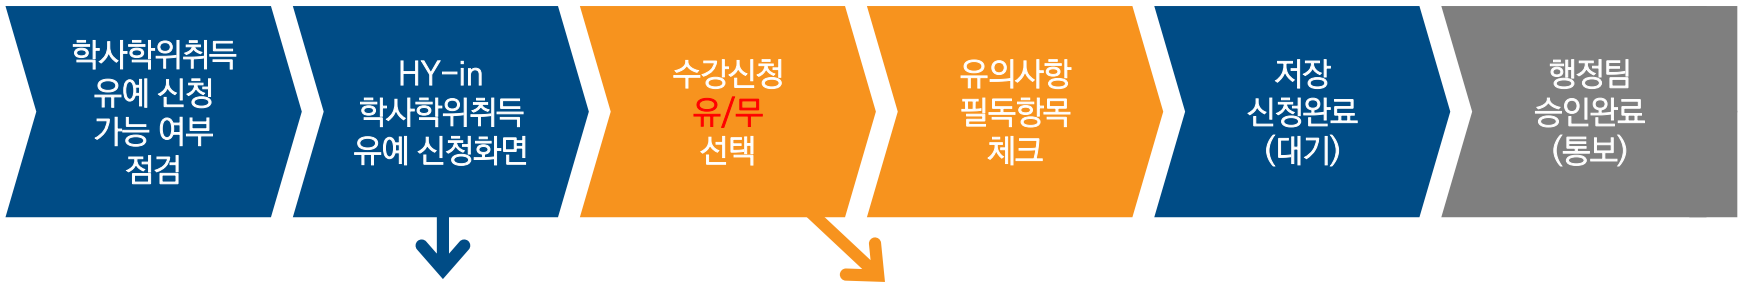 학사학위취득
유예 신청
가능 여부
점검
HY-in
학사학위취득
유예 신청화면
수강신청
유/무
선택
유의사항
필독항목
체크
저장
신청완료
(대기)
행정팀
승인완료
(통보)